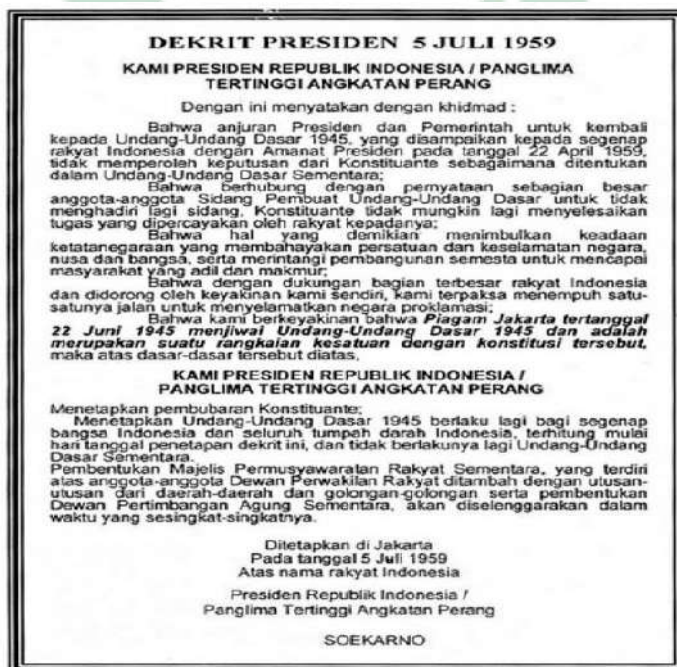 DEKRIT PRESIDEN 5 JULI 1959
KAMI PRESIDEN REPUBLIK INDONESIA / PANGLIMA
TERTINGGI ANGKATAN PERANG
Dengan ini menyatakan dengan khidmad :
Bahwa anjuran Presiden dan Pemerintah untuk kembali
kepada Undang-Undang Dasar 1945, yang disampaikan kepada segenap
rakyat Indonesia dengan Amanat Presiden pada tanggal 22 April 1959,
tidak memperoleh keputusan dari Konstituante sebagaimana ditentukan
dalam Undang-Undang Dasar Sementara;
Bahwa berhubung dengan pernyataan sebagian besar
anggota-anggota Sidang Pembuat Undang-Undang Dasar untuk tidak
menghadiri lagi sidang, Konstituante tidak mungkin lagi menyelesaikan
tugas yang dipercayakan oleh rakyat kepadanya;
Bahwa hal yang demikian menimbulkan keadaan
ketatanegaraan yang membahayakan persatuan dan keselamatan negara,
nusa dan bangsa, serta merintangi pembangunan semesta untuk mencapai
masyarakat yang adil dan makmur;
Bahwa dengan dukungan bagian terbesar rakyat Indonesia
dan didorong oleh keyakinan kami sendiri, kami terpaksa menempuh satu-
satunya jalan untuk menyelamatkan negara proklamasi;
Bahwa kami berkeyakinan bahwa Piagam Jakarta tertanggal
22 Juni 1945 menjiwai Undang-Undang Dasar 1945 dan adalah
merupakan suatu rangkaian kesatuan dengan konstitusi tersebut,
maka atas dasar-dasar tersebut diatas,
KAMI PRESIDEN REPUBLIK INDONESIA /
PANGLIMA TERTINGGI ANGKATAN PERANG
Menetapkan pembubaran Konstituante;
Menetapkan Undang-Undang Dasar 1945 berlaku lagi bagi segenap
bangsa Indonesia dan seluruh tumpah darah Indonesia, terhitung mulai
hari tanggal penetapan dekrit ini, dan tidak berlakunya lagi Undang-Undang
Dasar Sementara.
Pembentukan Majelis Permusyawaratan Rakyat Sementara, yang terdiri
atas anggota-anggota Dewan Perwakilan Rakyat ditambah dengan utusan-
utusan dari daerah-daerah dan golongan-golongan serta pembentukan
Dewan Pertimbangan Agung Sementara, akan diselenggarakan dalam
waktu yang sesingkat-singkatnya.
Ditetapkan di Jakarta
Pada tanggal 5 Juli 1959
Atas nama rakyat Indonesia
Presiden Republik Indonesia /
Panglima Tertinggi Angkatan Perang
SOEKARNO